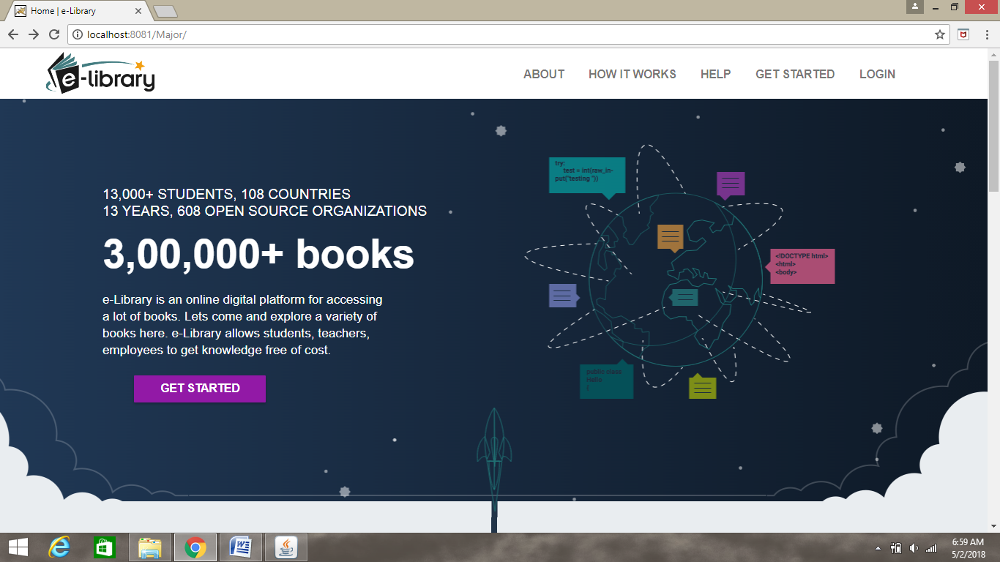 Home | e-Library
localhost:8081/Major/
e-library
ABOUT
HOW IT WORKS
HELP
GET STARTED
LOGIN
try:
test = int(raw_in-
put("testing "))
13,000+ STUDENTS, 108 COUNTRIES
13 YEARS, 608 OPEN SOURCE ORGANIZATIONS
3,00,000+ books
<!DOCTYPE html>
<html>
<body>
e-Library is an online digital platform for accessing
a lot of books. Lets come and explore a variety of
books here. e-Library allows students, teachers,
employees to get knowledge free of cost.
public class
Hello
{
GET STARTED
6:59 AM
5/2/2018